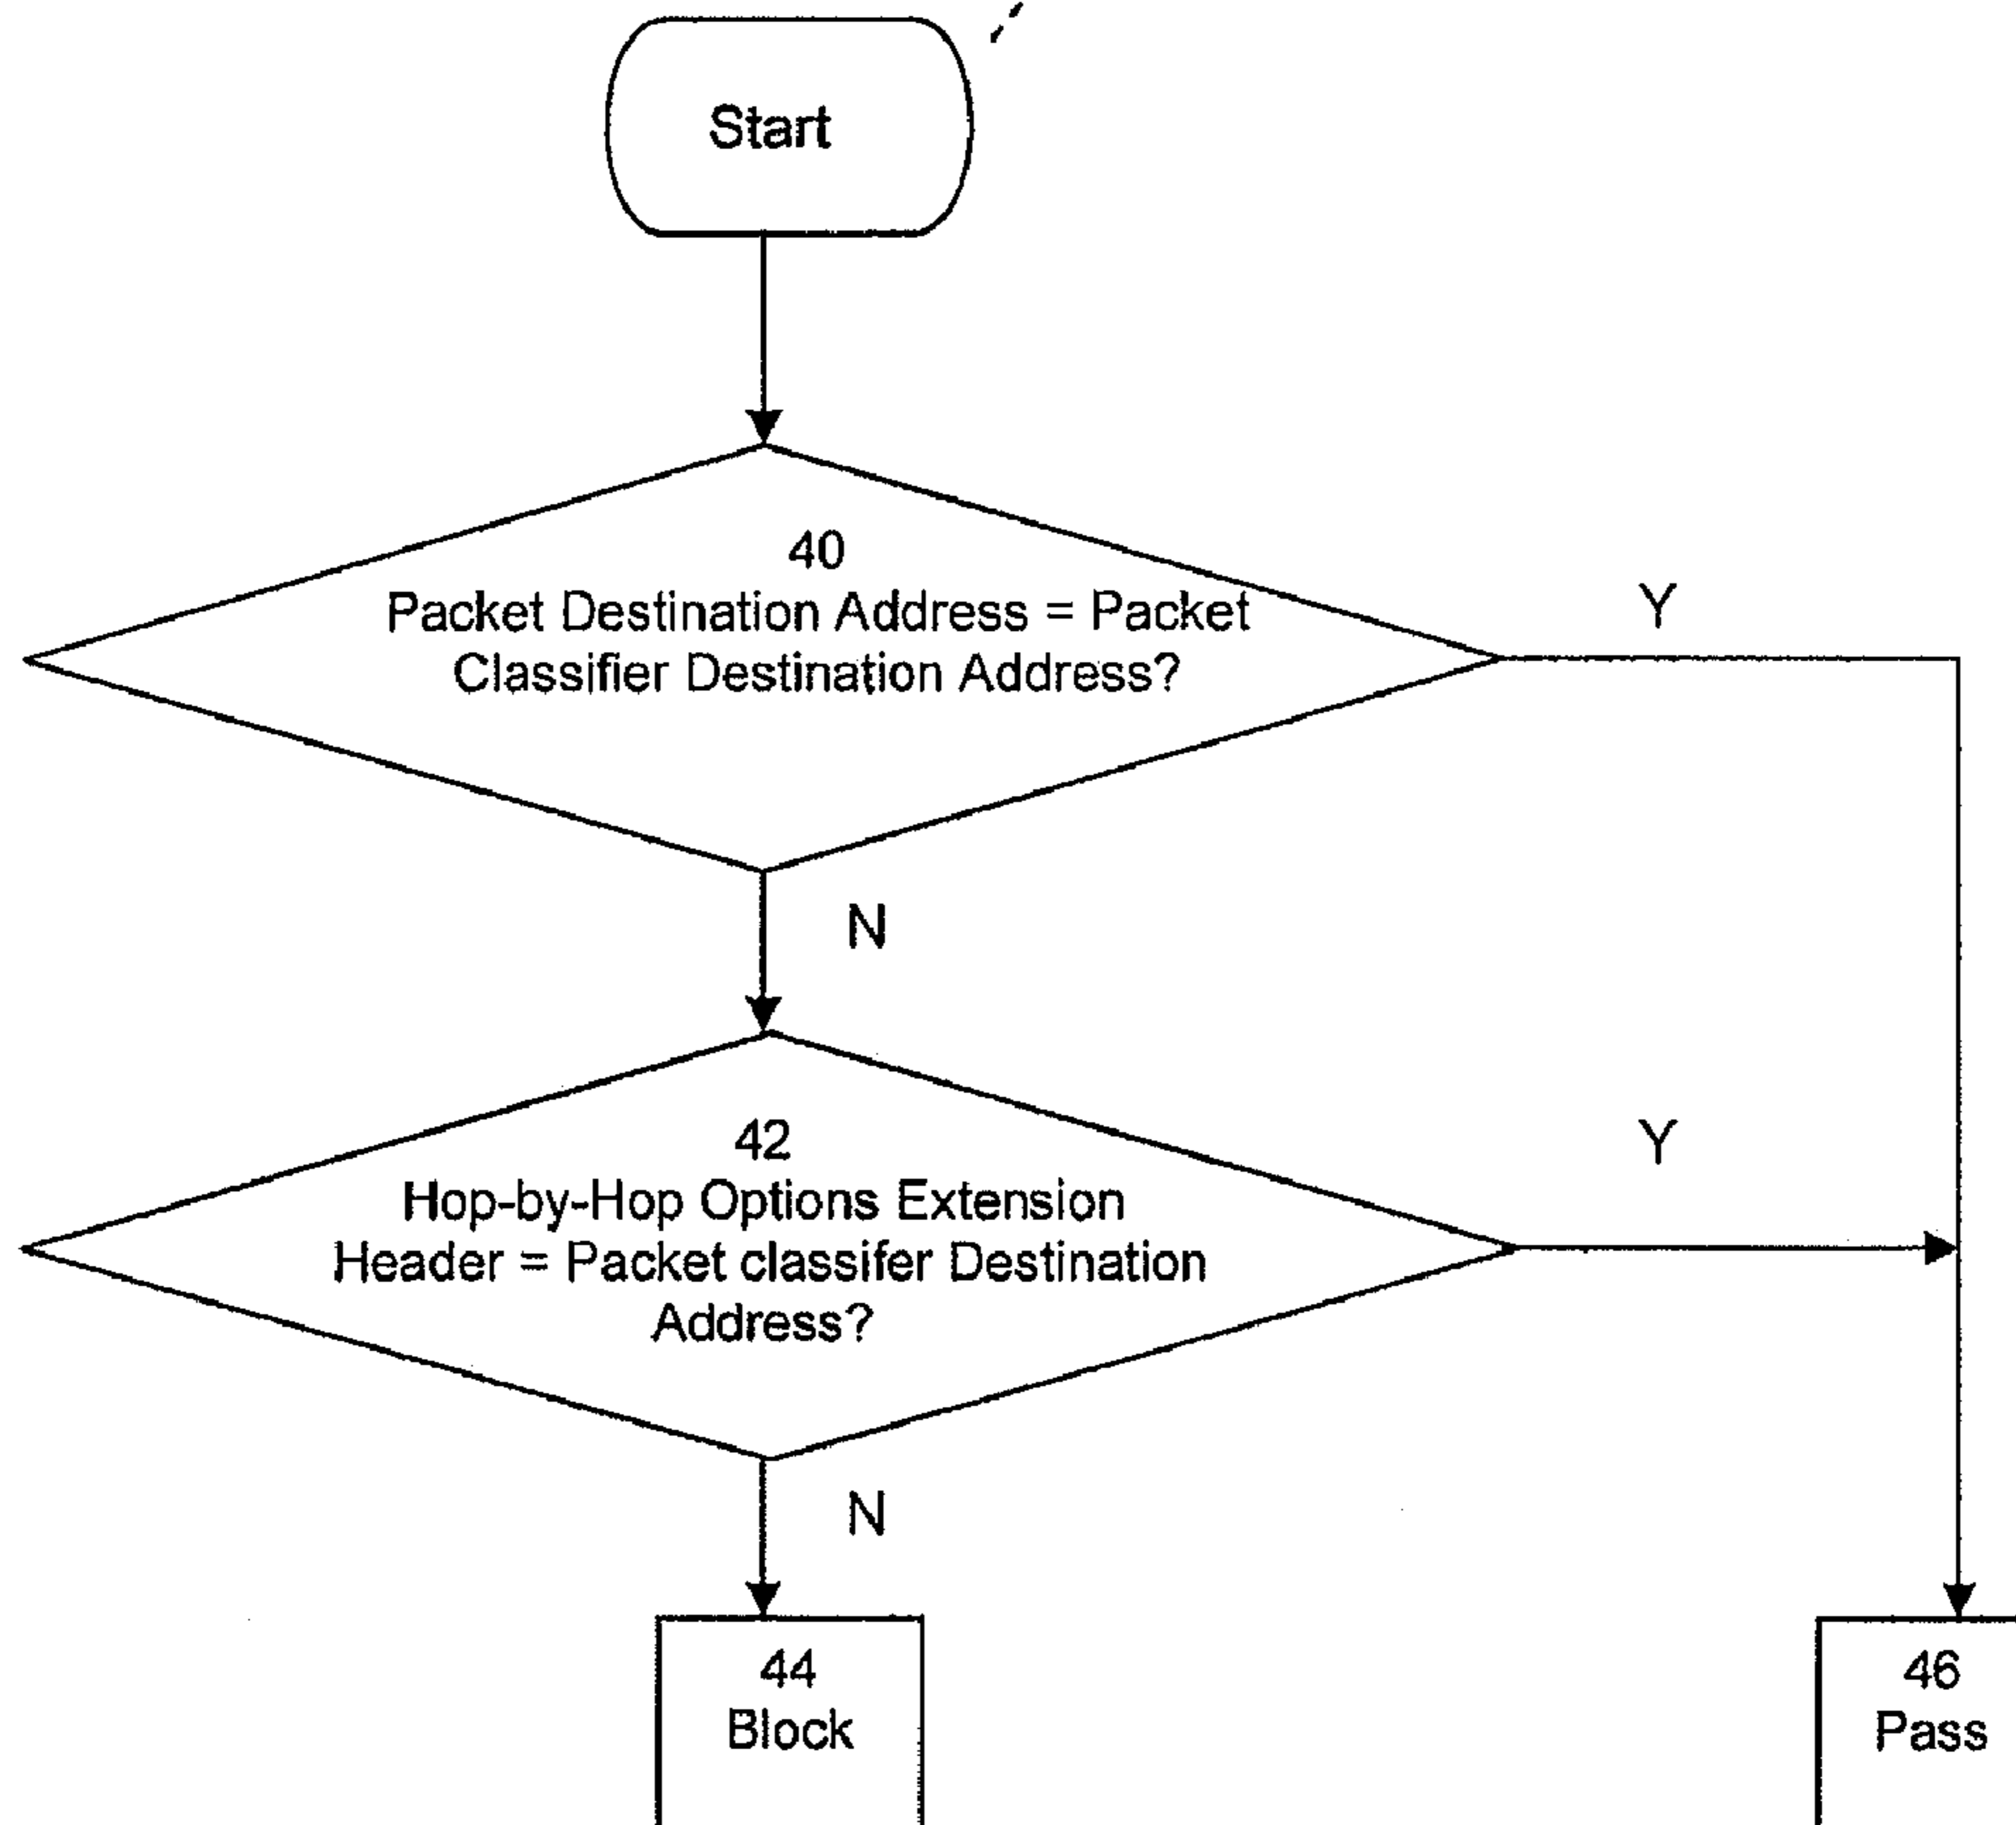 Start
40
Packet Destination Address = Packet
Classifier Destination Address?
Y
N
42
Hop-by-Hop Options Extension
Header = Packet classifer Destination
Address?
Y
N
44
Block
46
Pass